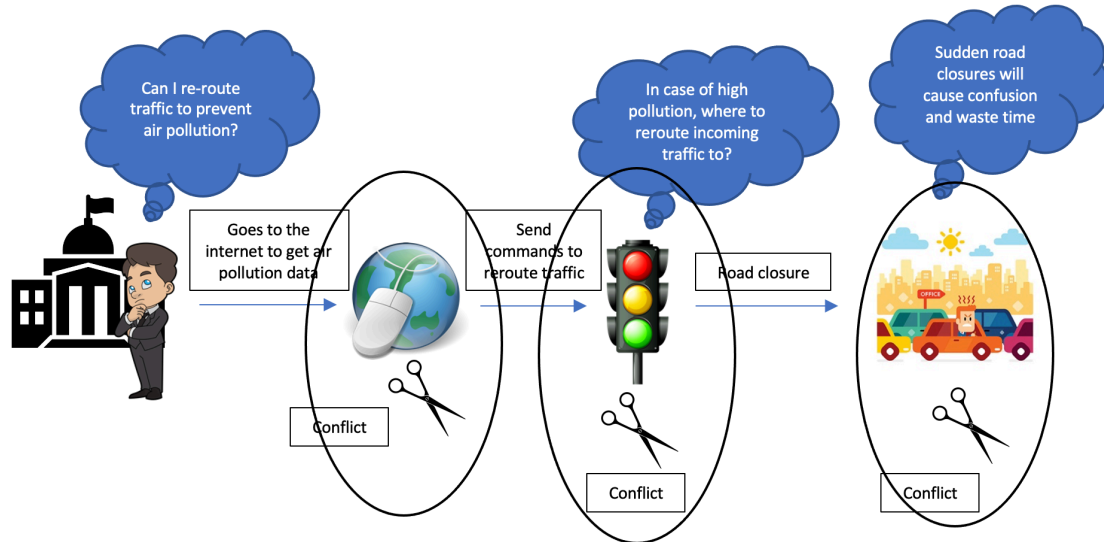 Can I re-route
traffic to prevent
air pollution?
In case of high
pollution, where to
reroute incoming
traffic to?
Sudden road
closures will
cause confusion
and waste time
Goes to the
internet to get air
pollution data
Send
commands to
reroute traffic
Road closure
OFFICE
Conflict
Conflict
Conflict